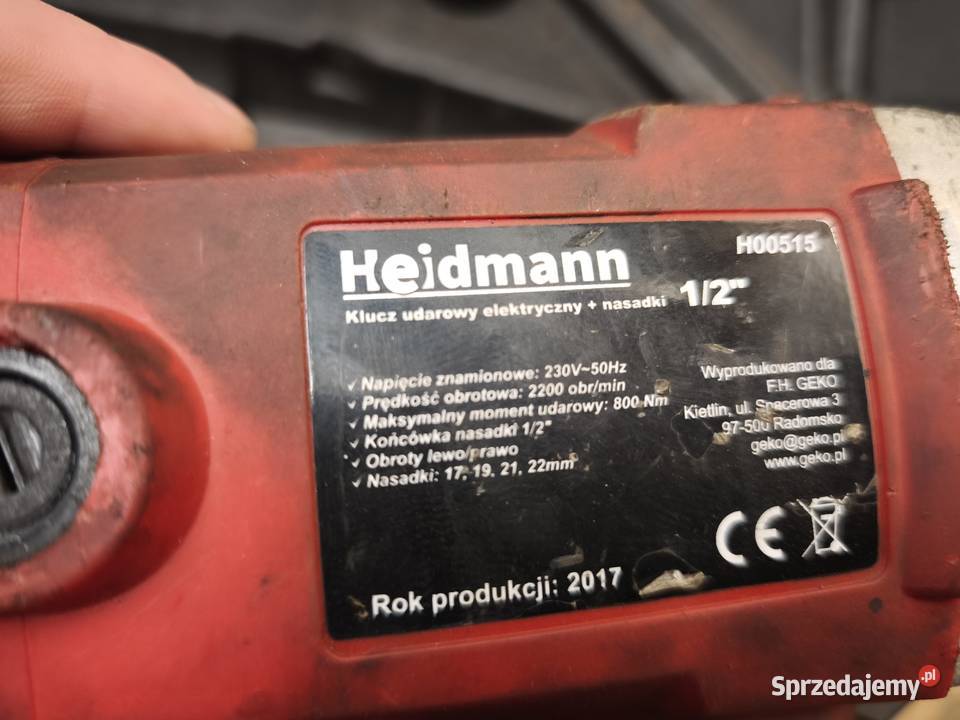 Heidmann
H00515
Klucz udarowy elektryczny + nasadki 1/2"
✓ Napięcie znamionowe: 230V~50Hz
✓ Prędkość obrotowa: 2200 obr/min
✓ Maksymalny moment udarowy: 800 Nm
✓ Końcówka nasadki 1/2"
✓ Obroty lewo/prawo
✓ Nasadki: 17, 19, 21, 22mm
Wyprodukowano dla
F.H. GEKO
Kietlin, ul. Spacerowa 3
97-500 Radomsko
geko@geko.pl
www.geko.pl
CE
Rok produkcji: 2017
Sprzedajemy.pl